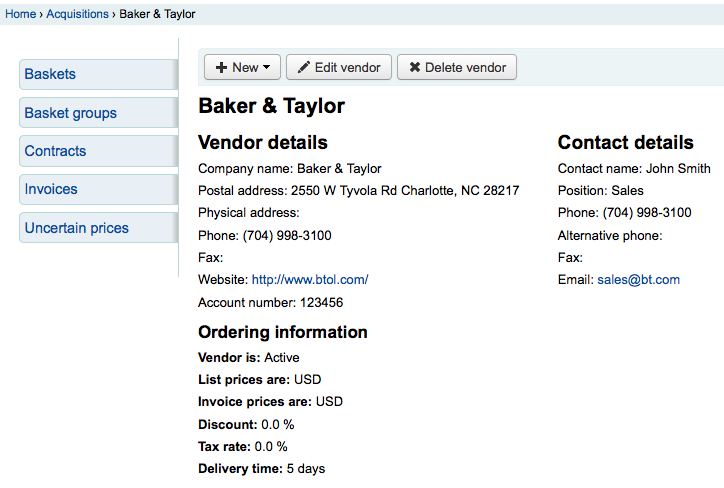 Home › Acquisitions › Baker & Taylor
Baskets
Basket groups
Contracts
Invoices
Uncertain prices
New
Edit vendor
Delete vendor
Baker & Taylor
Vendor details
Company name: Baker & Taylor
Postal address: 2550 W Tyvola Rd Charlotte, NC 28217
Physical address:
Phone: (704) 998-3100
Fax:
Website: http://www.btol.com/
Account number: 123456
Contact details
Contact name: John Smith
Position: Sales
Phone: (704) 998-3100
Alternative phone:
Fax:
Email: sales@bt.com
Ordering information
Vendor is: Active
List prices are: USD
Invoice prices are: USD
Discount: 0.0 %
Tax rate: 0.0 %
Delivery time: 5 days